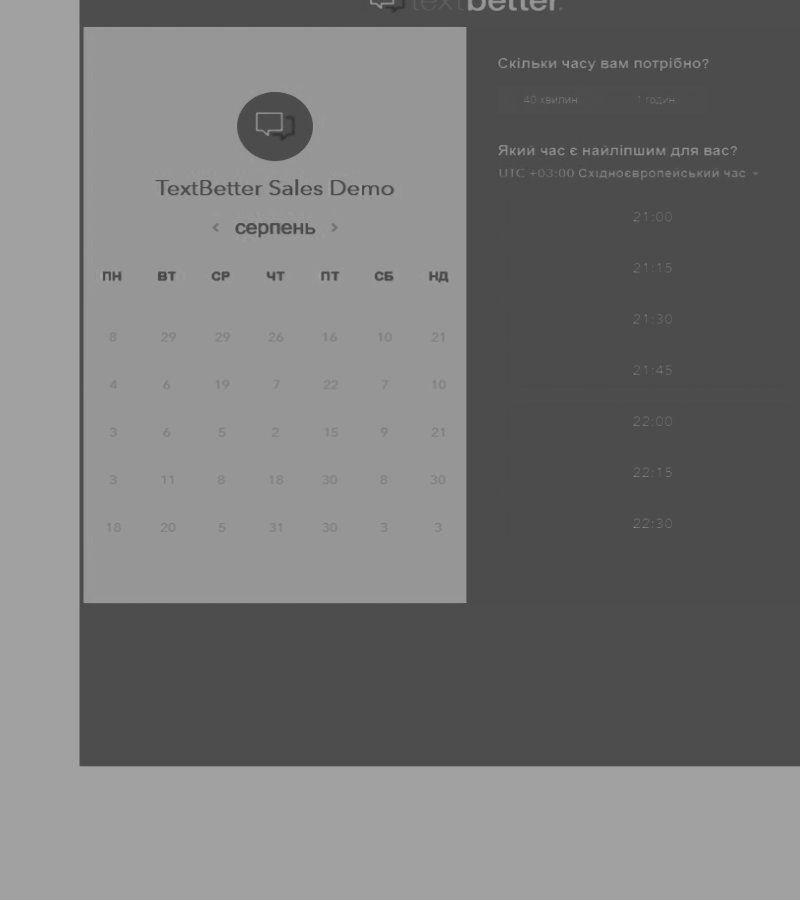 textbetter.
TextBetter Sales Demo
‹ серпень ›
ПН ВТ СР ЧТ ПТ СБ НД
8 29 29 26 16 10 21
4 6 19 7 22 7 10
3 6 5 2 15 9 21
3 11 8 18 30 8 30
18 20 5 31 30 3 3
Скільки часу вам потрібно?
40 хвилин 1 годин
Який час є найліпшим для вас?
UTC +03:00 Східноєвропейський час
21:00
21:15
21:30
21:45
22:00
22:15
22:30